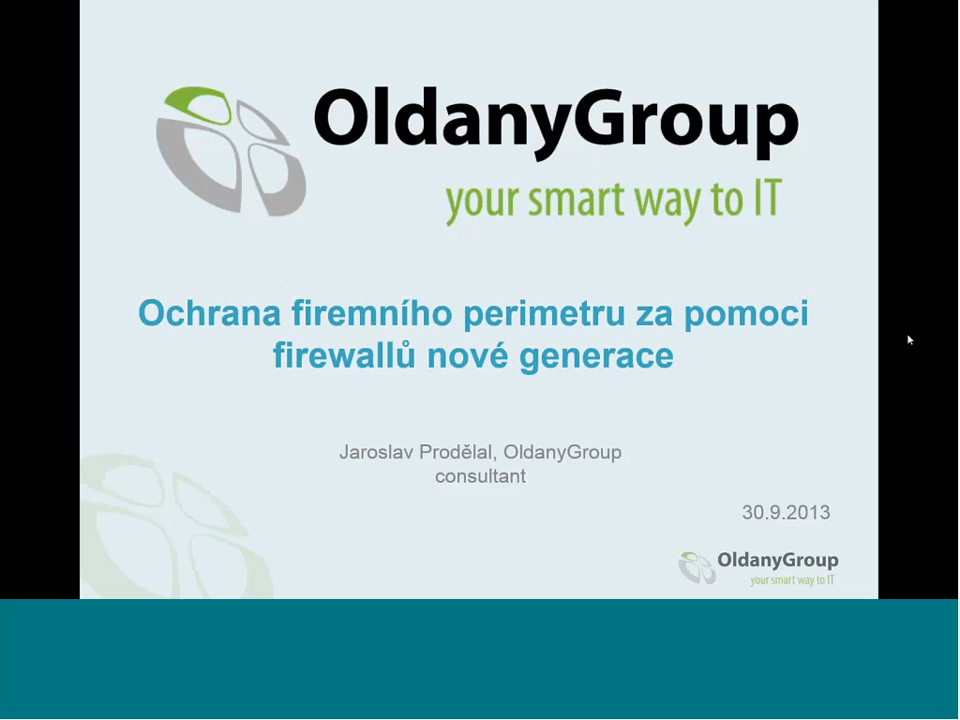 OldanyGroup
your smart way to IT
Ochrana firemního perimetru za pomoci
firewallů nové generace
Jaroslav Prodělal, OldanyGroup
consultant
30.9.2013
OldanyGroup
your smart way to IT